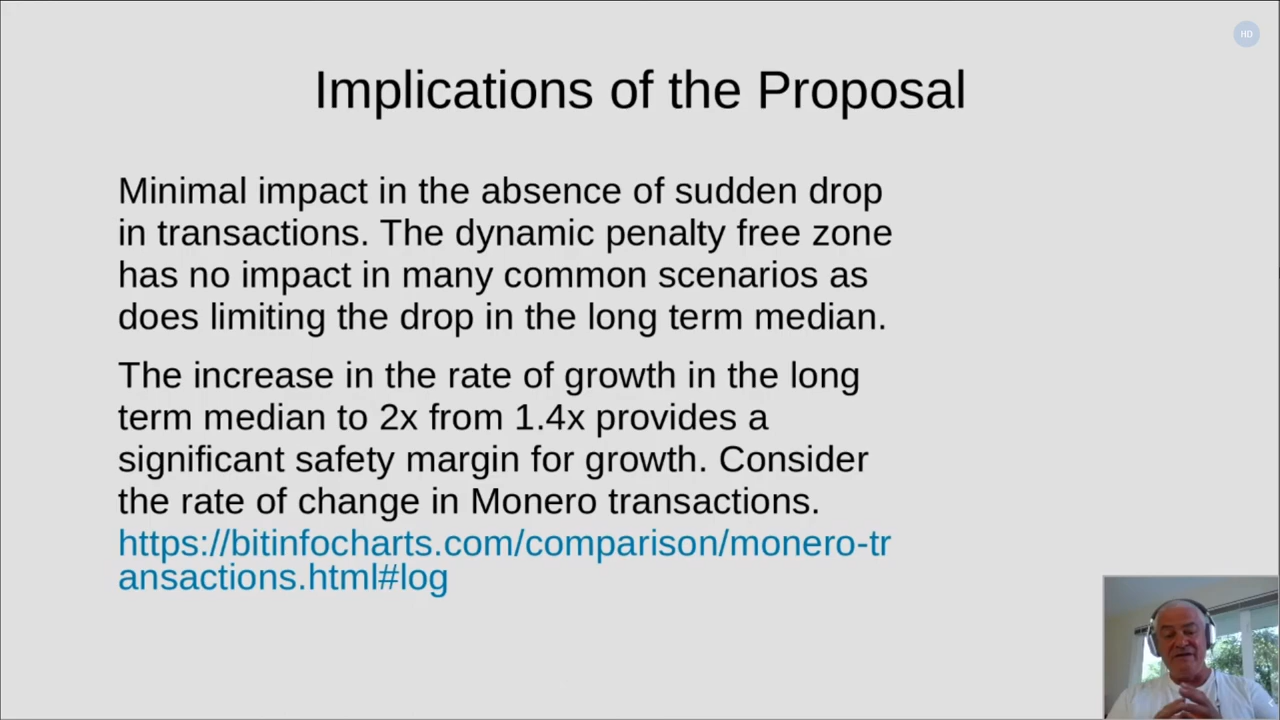 HD
Implications of the Proposal
Minimal impact in the absence of sudden drop
in transactions. The dynamic penalty free zone
has no impact in many common scenarios as
does limiting the drop in the long term median.
The increase in the rate of growth in the long
term median to 2x from 1.4x provides a
significant safety margin for growth. Consider
the rate of change in Monero transactions.
https://bitinfocharts.com/comparison/monero-tr
ansactions.html#log